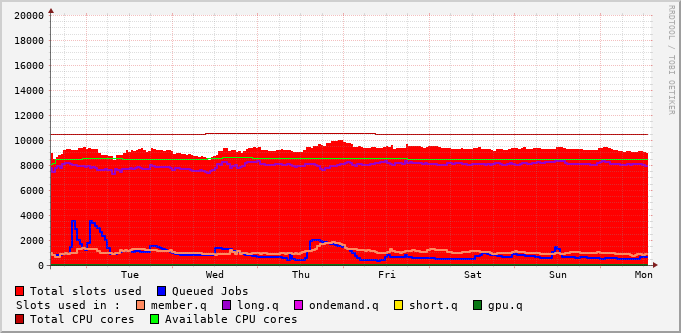 20000
18000
16000
14000
12000
10000
8000
6000
4000
2000
0
Tue Wed Thu Fri Sat Sun Mon
RRDTOOL / TOBI OETIKER
Total slots used Queued Jobs
Slots used in : member.q long.q ondemand.q short.q gpu.q
Total CPU cores Available CPU cores